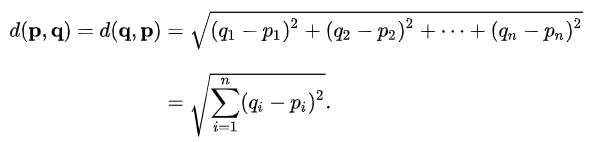 d(p, q) = d(q, p) = √((q₁ − p₁)² + (q₂ − p₂)² + ⋯ + (qₙ − pₙ)²)
= √(∑ᵢ₌₁ⁿ (qᵢ − pᵢ)²).